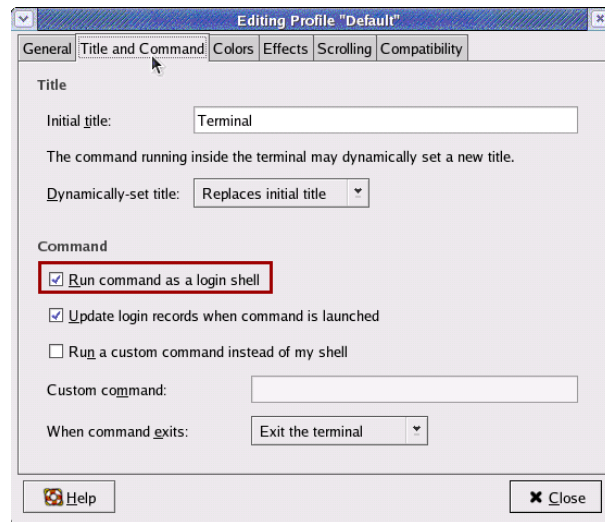 Editing Profile "Default"
General Title and Command Colors Effects Scrolling Compatibility
Title
Initial title: Terminal
The command running inside the terminal may dynamically set a new title.
Dynamically-set title: Replaces initial title
Command
Run command as a login shell
Update login records when command is launched
Run a custom command instead of my shell
Custom command:
When command exits: Exit the terminal
Help Close